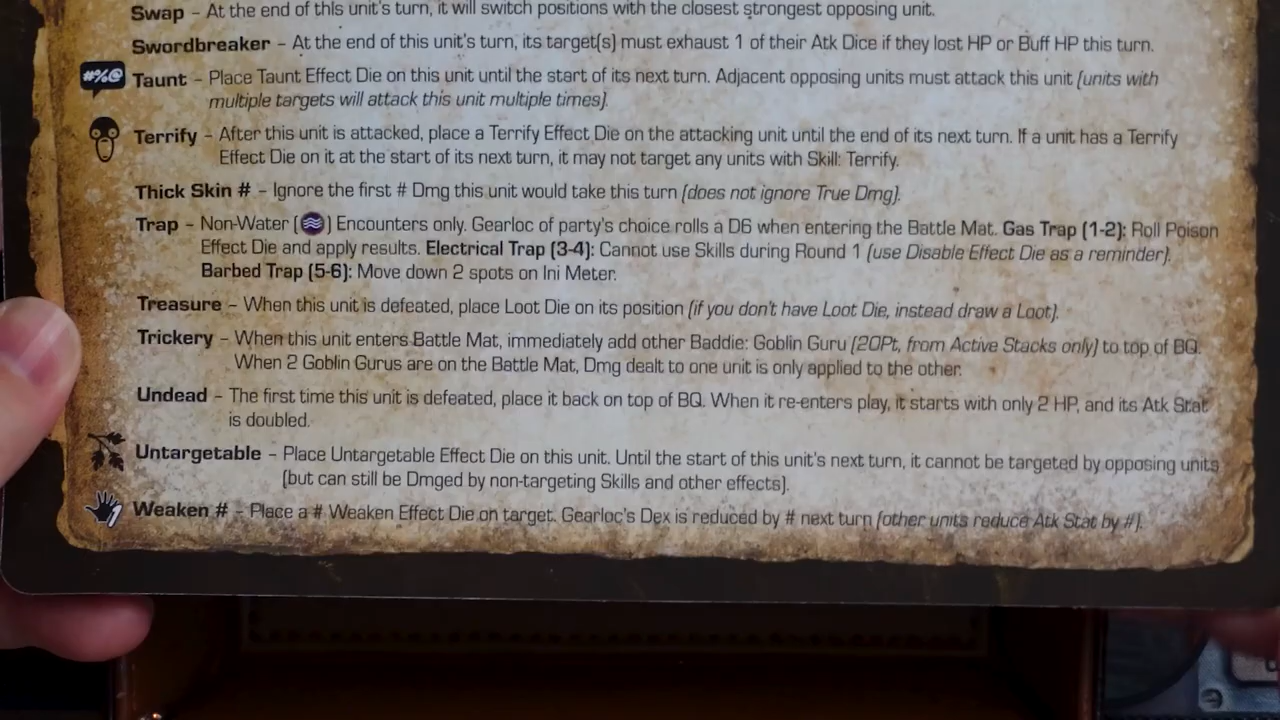 Swap – At the end of this unit's turn, it will switch positions with the closest strongest opposing unit.
Swordbreaker – At the end of this unit's turn, its target(s) must exhaust 1 of their Atk Dice if they lost HP or Buff HP this turn.
#%@ Taunt – Place Taunt Effect Die on this unit until the start of its next turn. Adjacent opposing units must attack this unit (units with
multiple targets will attack this unit multiple times).
Terrify – After this unit is attacked, place a Terrify Effect Die on the attacking unit until the end of its next turn. If a unit has a Terrify
Effect Die on it at the start of its next turn, it may not target any units with Skill: Terrify.
Thick Skin # – Ignore the first # Dmg this unit would take this turn (does not ignore True Dmg).
Trap – Non-Water ( ) Encounters only. Gearloc of party's choice rolls a D6 when entering the Battle Mat. Gas Trap (1-2): Roll Poison
Effect Die and apply results. Electrical Trap (3-4): Cannot use Skills during Round 1 (use Disable Effect Die as a reminder).
Barbed Trap (5-6): Move down 2 spots on Ini Meter.
Treasure – When this unit is defeated, place Loot Die on its position (if you don't have Loot Die, instead draw a Loot).
Trickery – When this unit enters Battle Mat, immediately add other Baddie: Goblin Guru (20Pt, from Active Stacks only) to top of BQ.
When 2 Goblin Gurus are on the Battle Mat, Dmg dealt to one unit is only applied to the other.
Undead – The first time this unit is defeated, place it back on top of BQ. When it re-enters play, it starts with only 2 HP, and its Atk Stat
is doubled.
Untargetable – Place Untargetable Effect Die on this unit. Until the start of this unit's next turn, it cannot be targeted by opposing units
(but can still be Dmged by non-targeting Skills and other effects).
1 Weaken # – Place a # Weaken Effect Die on target. Gearloc's Dex is reduced by # next turn (other units reduce Atk Stat by #).